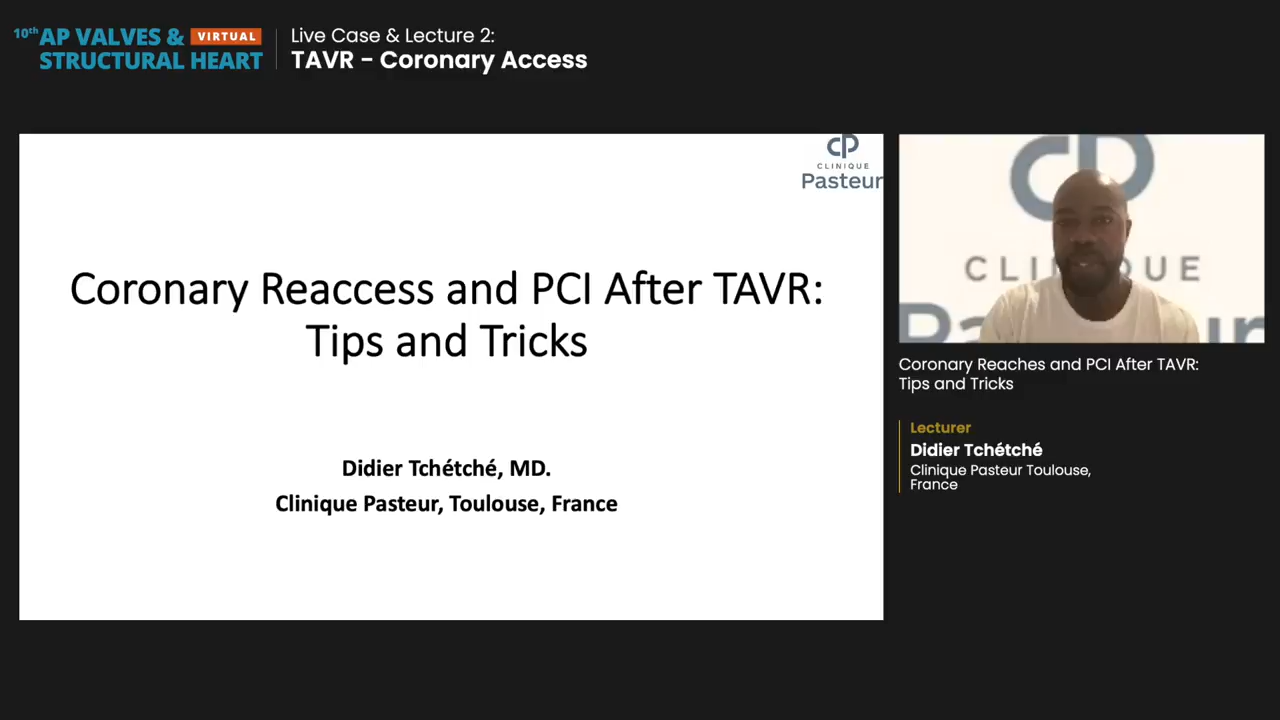 10th AP VALVES & VIRTUAL
STRUCTURAL HEART
Live Case & Lecture 2:
TAVR - Coronary Access
CLINIQUE
Pasteur
Coronary Reaccess and PCI After TAVR:
Tips and Tricks
Didier Tchétché, MD.
Clinique Pasteur, Toulouse, France
CLINIQUE
Pasteur
Coronary Reaches and PCI After TAVR:
Tips and Tricks
Lecturer
Didier Tchétché
Clinique Pasteur Toulouse,
France